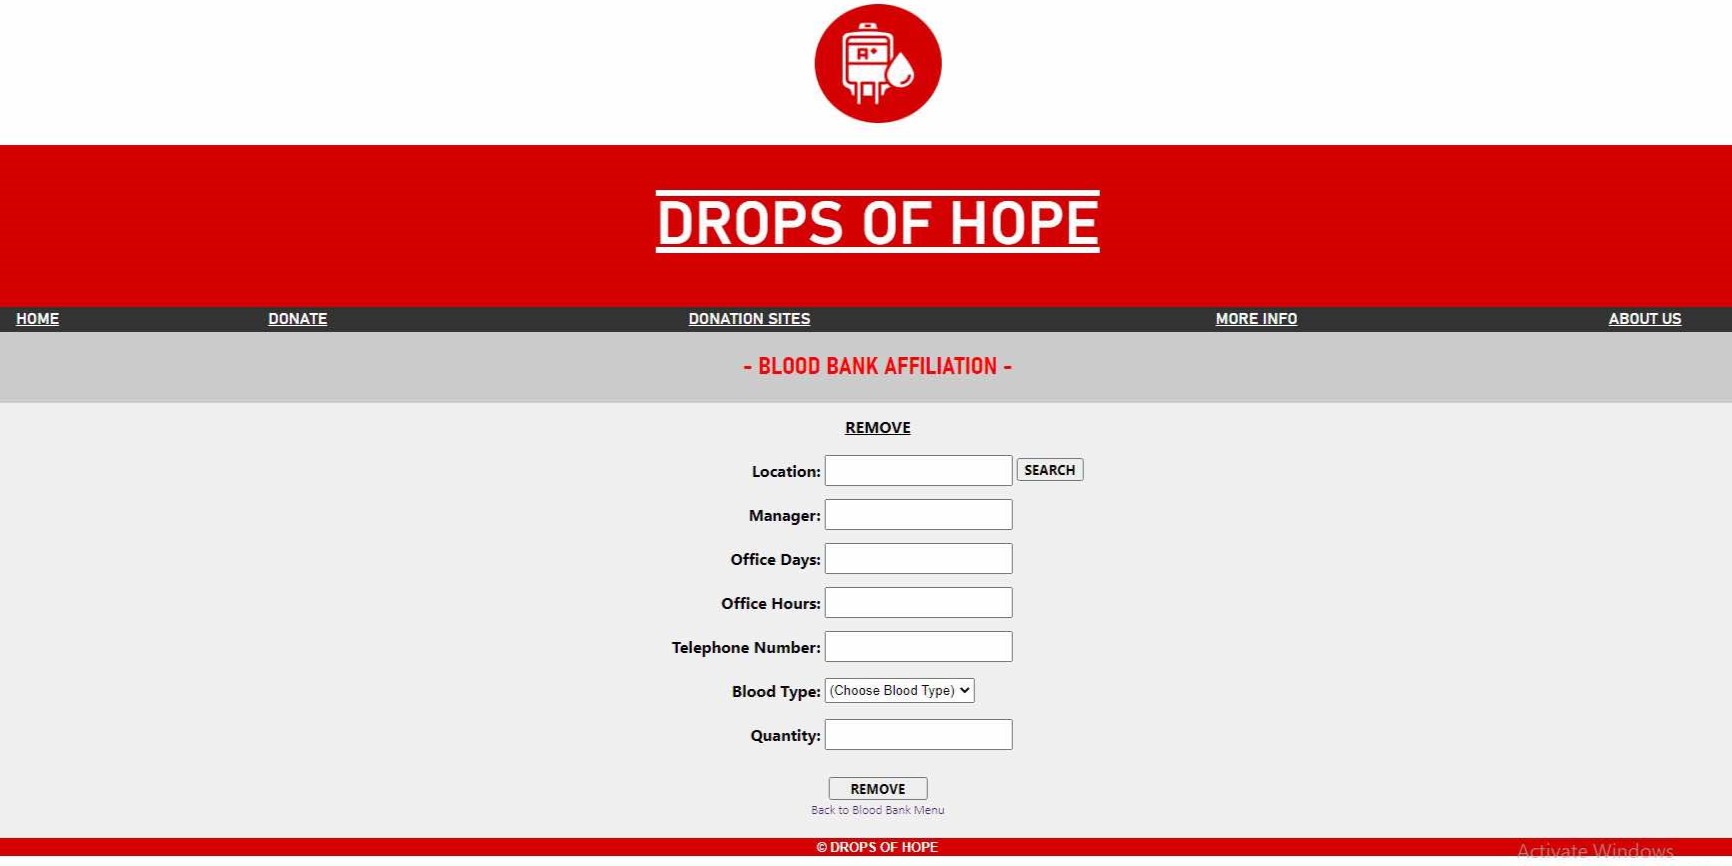 A+
DROPS OF HOPE
HOME DONATE DONATION SITES MORE INFO ABOUT US
- BLOOD BANK AFFILIATION -
REMOVE
Location: SEARCH
Manager:
Office Days:
Office Hours:
Telephone Number:
Blood Type: (Choose Blood Type)
Quantity:
REMOVE
Back to Blood Bank Menu
© DROPS OF HOPE
Activate Windows